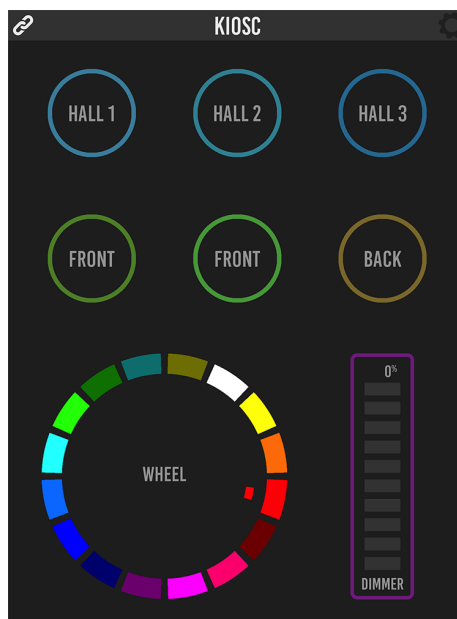 KIOSC
HALL 1 HALL 2 HALL 3
FRONT FRONT BACK
0%
WHEEL
DIMMER